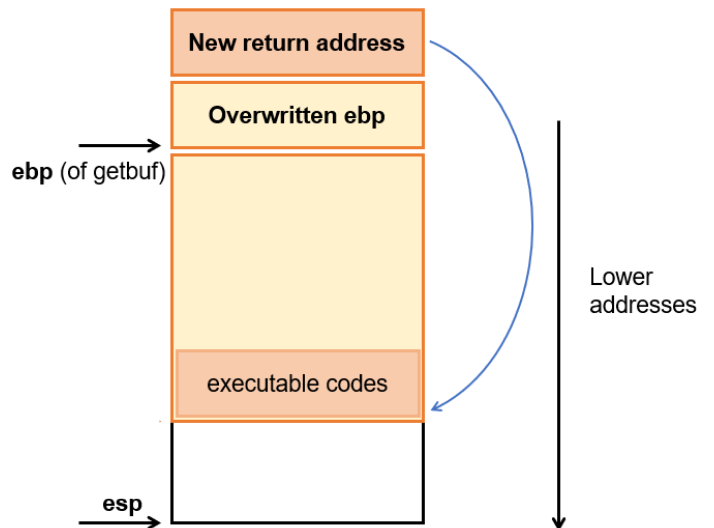 New return address
Overwritten ebp
ebp (of getbuf)
Lower
addresses
executable codes
esp